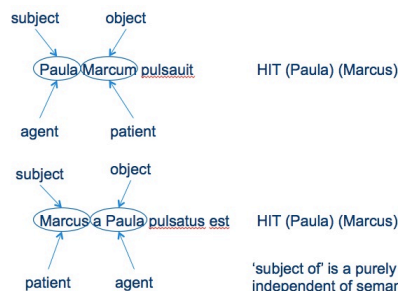 subject object
Paula Marcum pulsauit HIT (Paula) (Marcus)
agent patient
subject object
Marcus a Paula pulsatus est HIT (Paula) (Marcus)
'subject of' is a purely
patient agent independent of